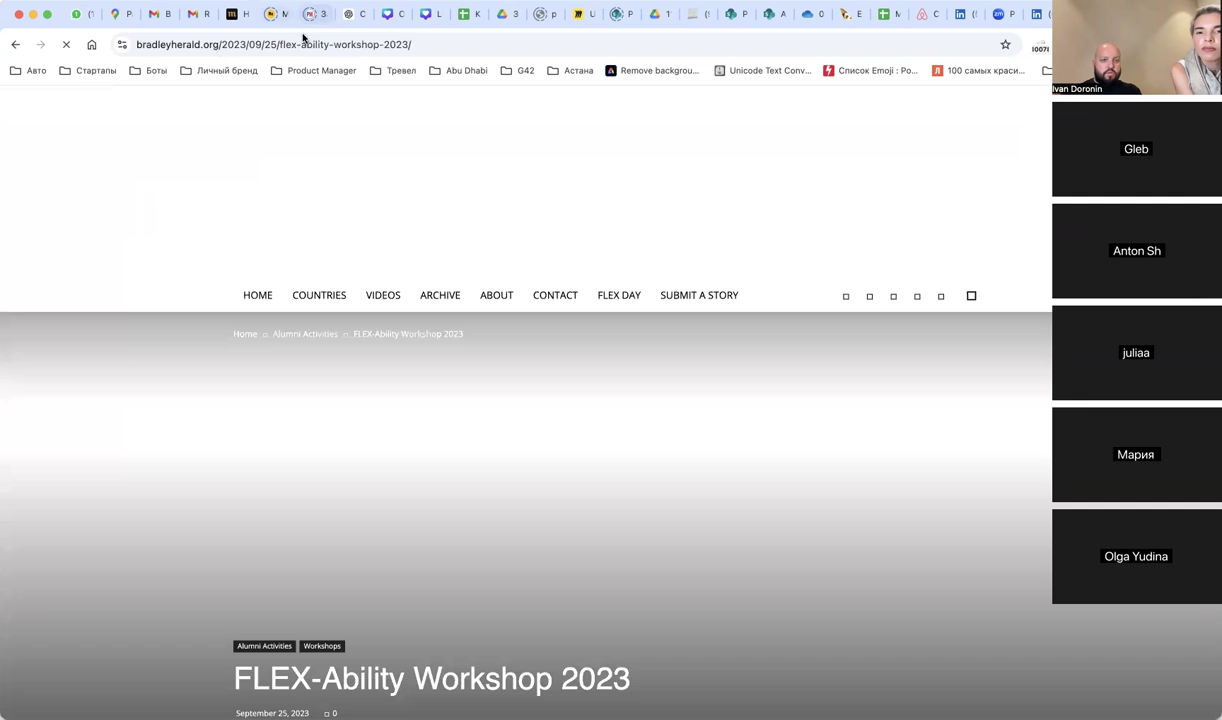 bradleyherald.org/2023/09/25/flex-ability-workshop-2023/
Авто
Стартапы
Боты
Личный бренд
Product Manager
Тревел
Abu Dhabi
G42
Астана
Remove backgrou...
Unicode Text Conv...
Список Emoji : Po...
100 самых краси...
Ivan Doronin
Gleb
Anton Sh
juliaa
Мария
Olga Yudina
HOME COUNTRIES VIDEOS ARCHIVE ABOUT CONTACT FLEX DAY SUBMIT A STORY
Home Alumni Activities FLEX-Ability Workshop 2023
Alumni Activities Workshops
FLEX-Ability Workshop 2023
September 25, 2023 0